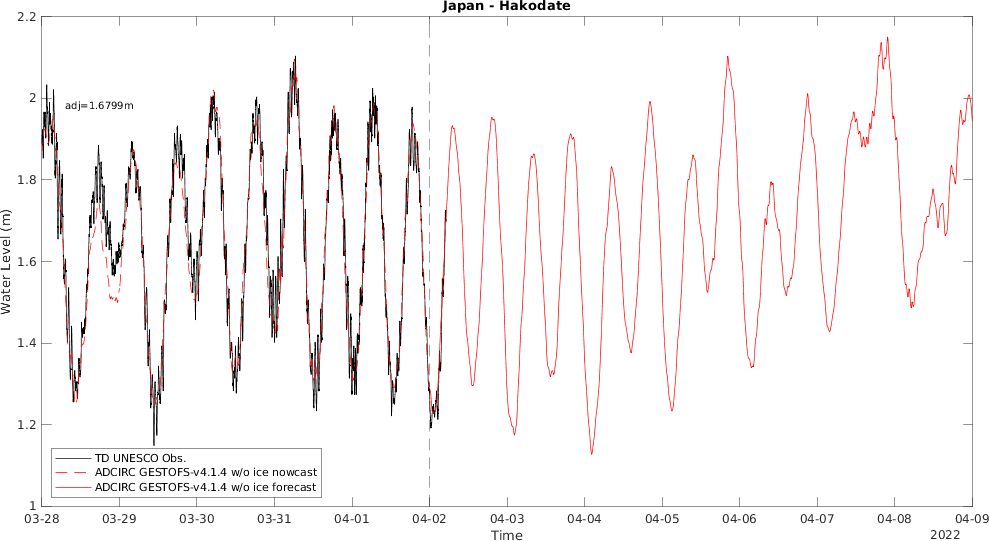 Japan - Hakodate
2.2
2
1.8
1.6
1.4
1.2
1
Water Level (m)
adj=1.6799m
TD UNESCO Obs.
ADCIRC GESTOFS-v4.1.4 w/o ice nowcast
ADCIRC GESTOFS-v4.1.4 w/o ice forecast
03-28 03-29 03-30 03-31 04-01 04-02 04-03 04-04 04-05 04-06 04-07 04-08 04-09
Time
2022